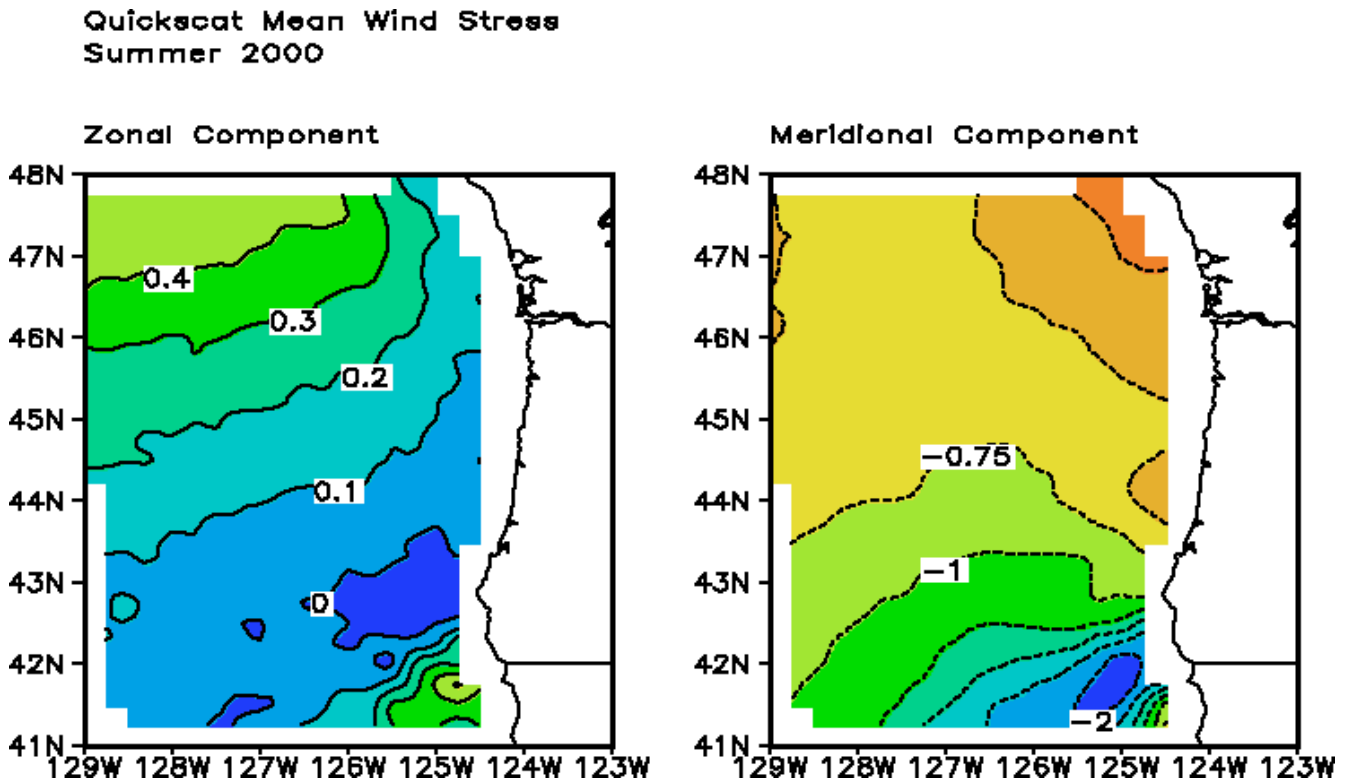 Quickscat Mean Wind Stress
Summer 2000
Zonal Component
48N
47N
46N
45N
44N
43N
42N
41N
0.4
0.3
0.2
0.1
0
129W 128W 127W 126W 125W 124W 123W
Meridional Component
48N
47N
46N
45N
44N
43N
42N
41N
−0.75
−1
−2
129W 128W 127W 126W 125W 124W 123W